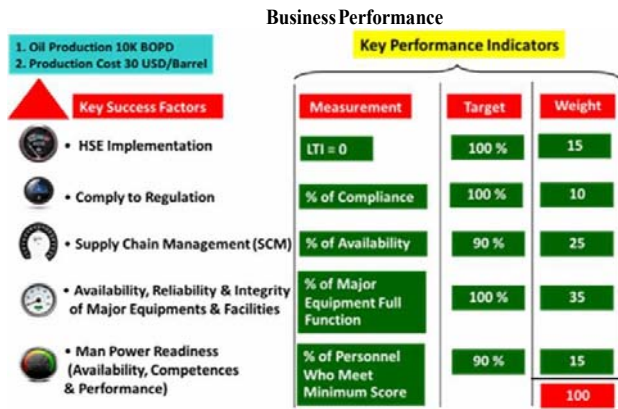 Business Performance
1. Oil Production 10K BOPD
2. Production Cost 30 USD/Barrel
Key Performance Indicators
Key Success Factors
Measurement
Target
Weight
• HSE Implementation
LTI = 0
100 %
15
• Comply to Regulation
% of Compliance
100 %
10
• Supply Chain Management (SCM)
% of Availability
90 %
25
• Availability, Reliability & Integrity
of Major Equipments & Facilities
% of Major
Equipment Full
Function
100 %
35
• Man Power Readiness
(Availability, Competences
& Performance)
% of Personnel
Who Meet
Minimum Score
90 %
15
100